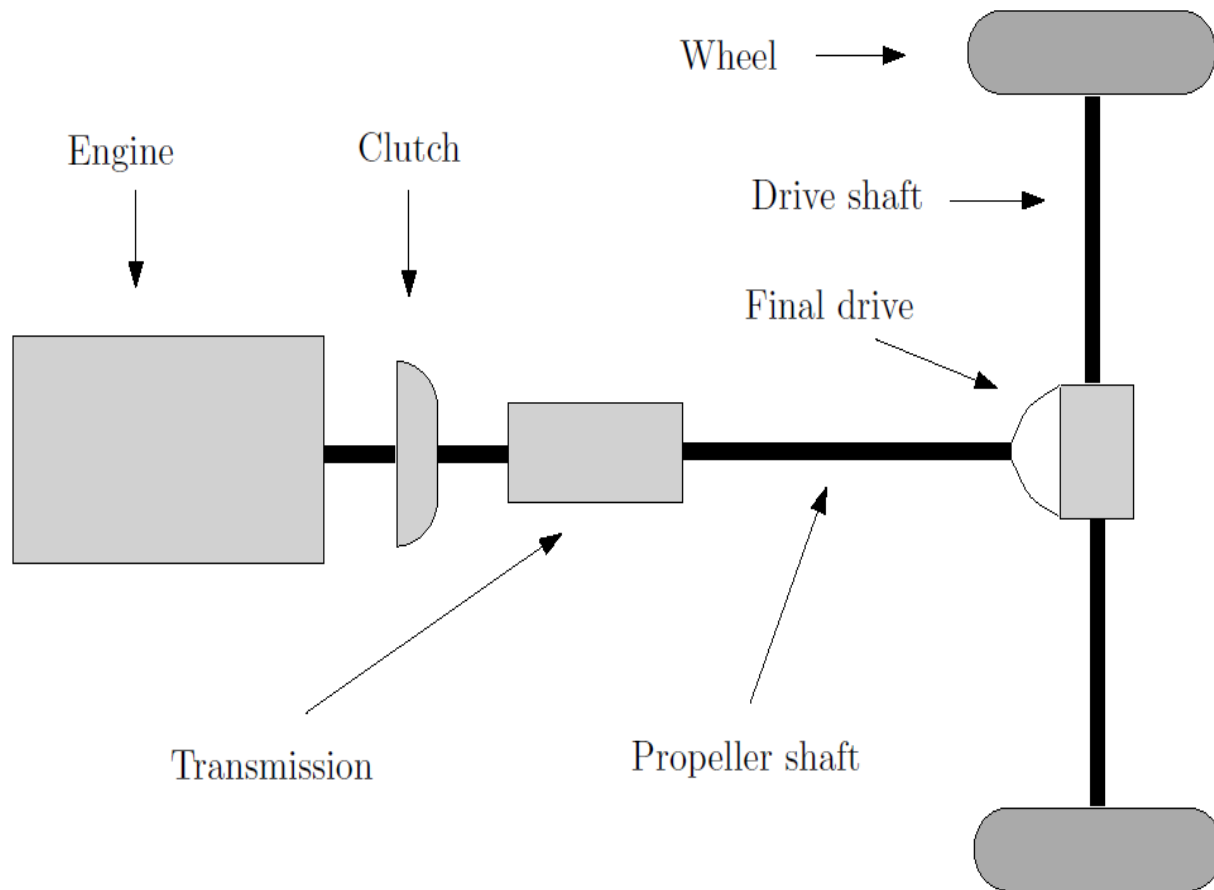 Wheel
Engine
Clutch
Drive shaft
Final drive
Transmission
Propeller shaft